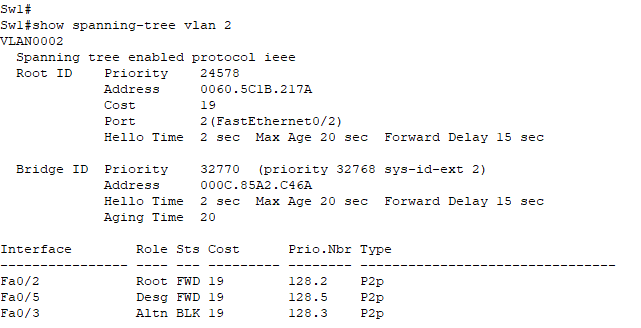 Sw1#
Sw1#show spanning-tree vlan 2
VLAN0002
  Spanning tree enabled protocol ieee
  Root ID    Priority    24578
             Address     0060.5C1B.217A
             Cost        19
             Port        2(FastEthernet0/2)
             Hello Time  2 sec  Max Age 20 sec  Forward Delay 15 sec

  Bridge ID  Priority    32770  (priority 32768 sys-id-ext 2)
             Address     000C.85A2.C46A
             Hello Time  2 sec  Max Age 20 sec  Forward Delay 15 sec
             Aging Time  20

Interface        Role Sts Cost      Prio.Nbr Type
---------------- ---- --- --------- -------- --------------------------------
Fa0/2            Root FWD 19        128.2    P2p
Fa0/5            Desg FWD 19        128.5    P2p
Fa0/3            Altn BLK 19        128.3    P2p